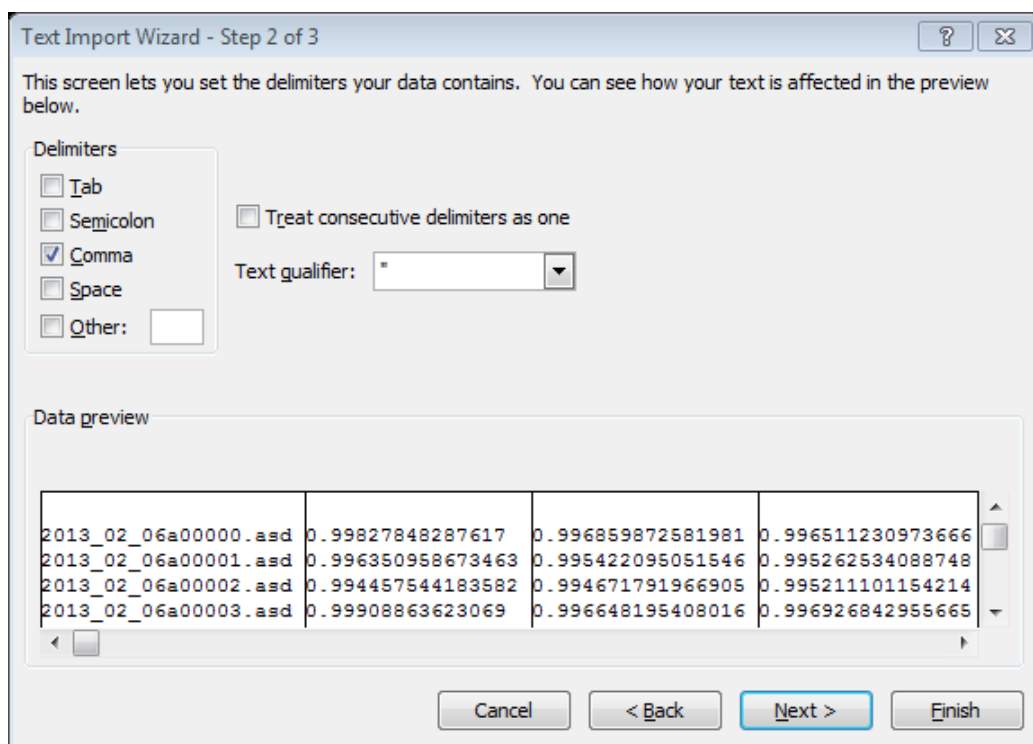 Text Import Wizard - Step 2 of 3
This screen lets you set the delimiters your data contains. You can see how your text is affected in the preview
below.
Delimiters
Tab
Semicolon
Comma
Space
Other:
Treat consecutive delimiters as one
Text qualifier: "
Data preview
2013_02_06a00000.asd 0.99827848287617 0.996859872581981 0.996511230973666
2013_02_06a00001.asd 0.996350958673463 0.995422095051546 0.995262534088748
2013_02_06a00002.asd 0.994457544183582 0.994671791966905 0.995211101154214
2013_02_06a00003.asd 0.99908863623069 0.996648195408016 0.996926842955665
Cancel < Back Next > Finish